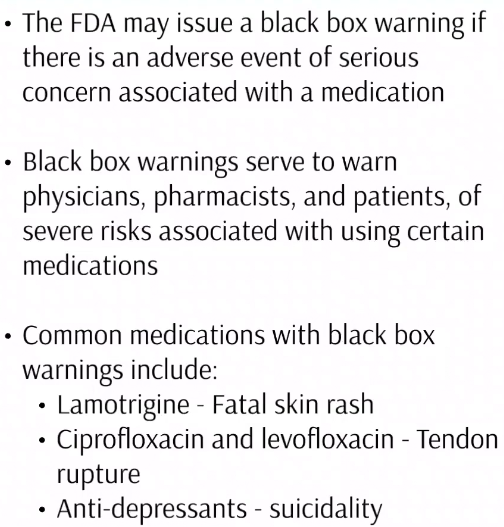 • The FDA may issue a black box warning if
there is an adverse event of serious
concern associated with a medication
• Black box warnings serve to warn
physicians, pharmacists, and patients, of
severe risks associated with using certain
medications
• Common medications with black box
warnings include:
• Lamotrigine - Fatal skin rash
• Ciprofloxacin and levofloxacin - Tendon
rupture
• Anti-depressants - suicidality